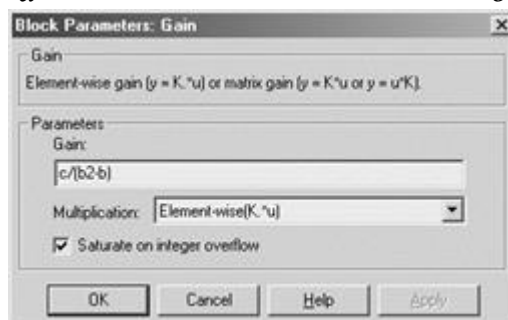 Block Parameters: Gain
Gain
Element-wise gain (y = K.*u) or matrix gain (y = K*u or y = u*K).
Parameters
Gain:
c/(b2-b)
Multiplication: Element-wise(K.*u)
Saturate on integer overflow
OK Cancel Help Apply